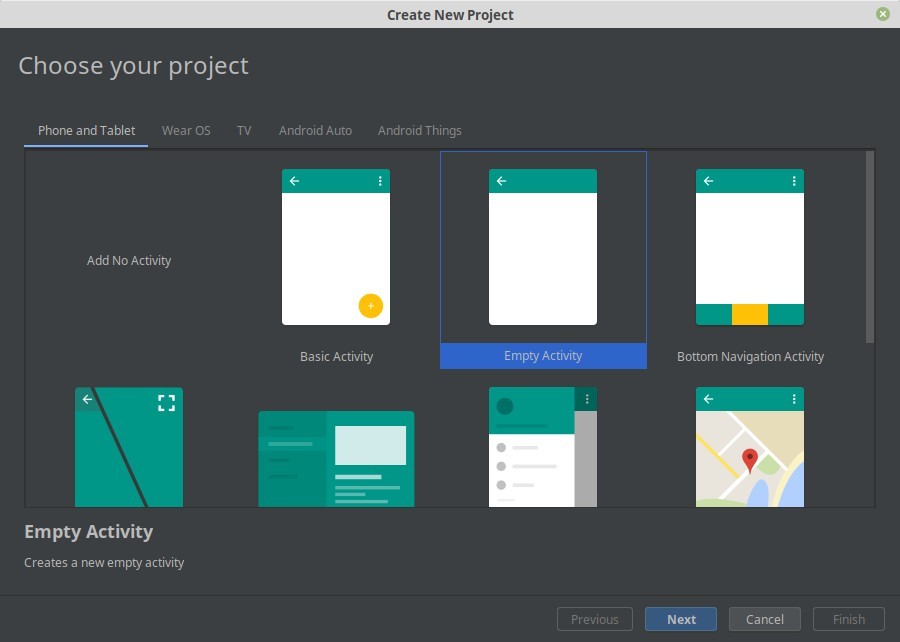 Create New Project
Choose your project
Phone and Tablet
Wear OS
TV
Android Auto
Android Things
Add No Activity
Basic Activity
Empty Activity
Bottom Navigation Activity
Empty Activity
Creates a new empty activity
Previous
Next
Cancel
Finish